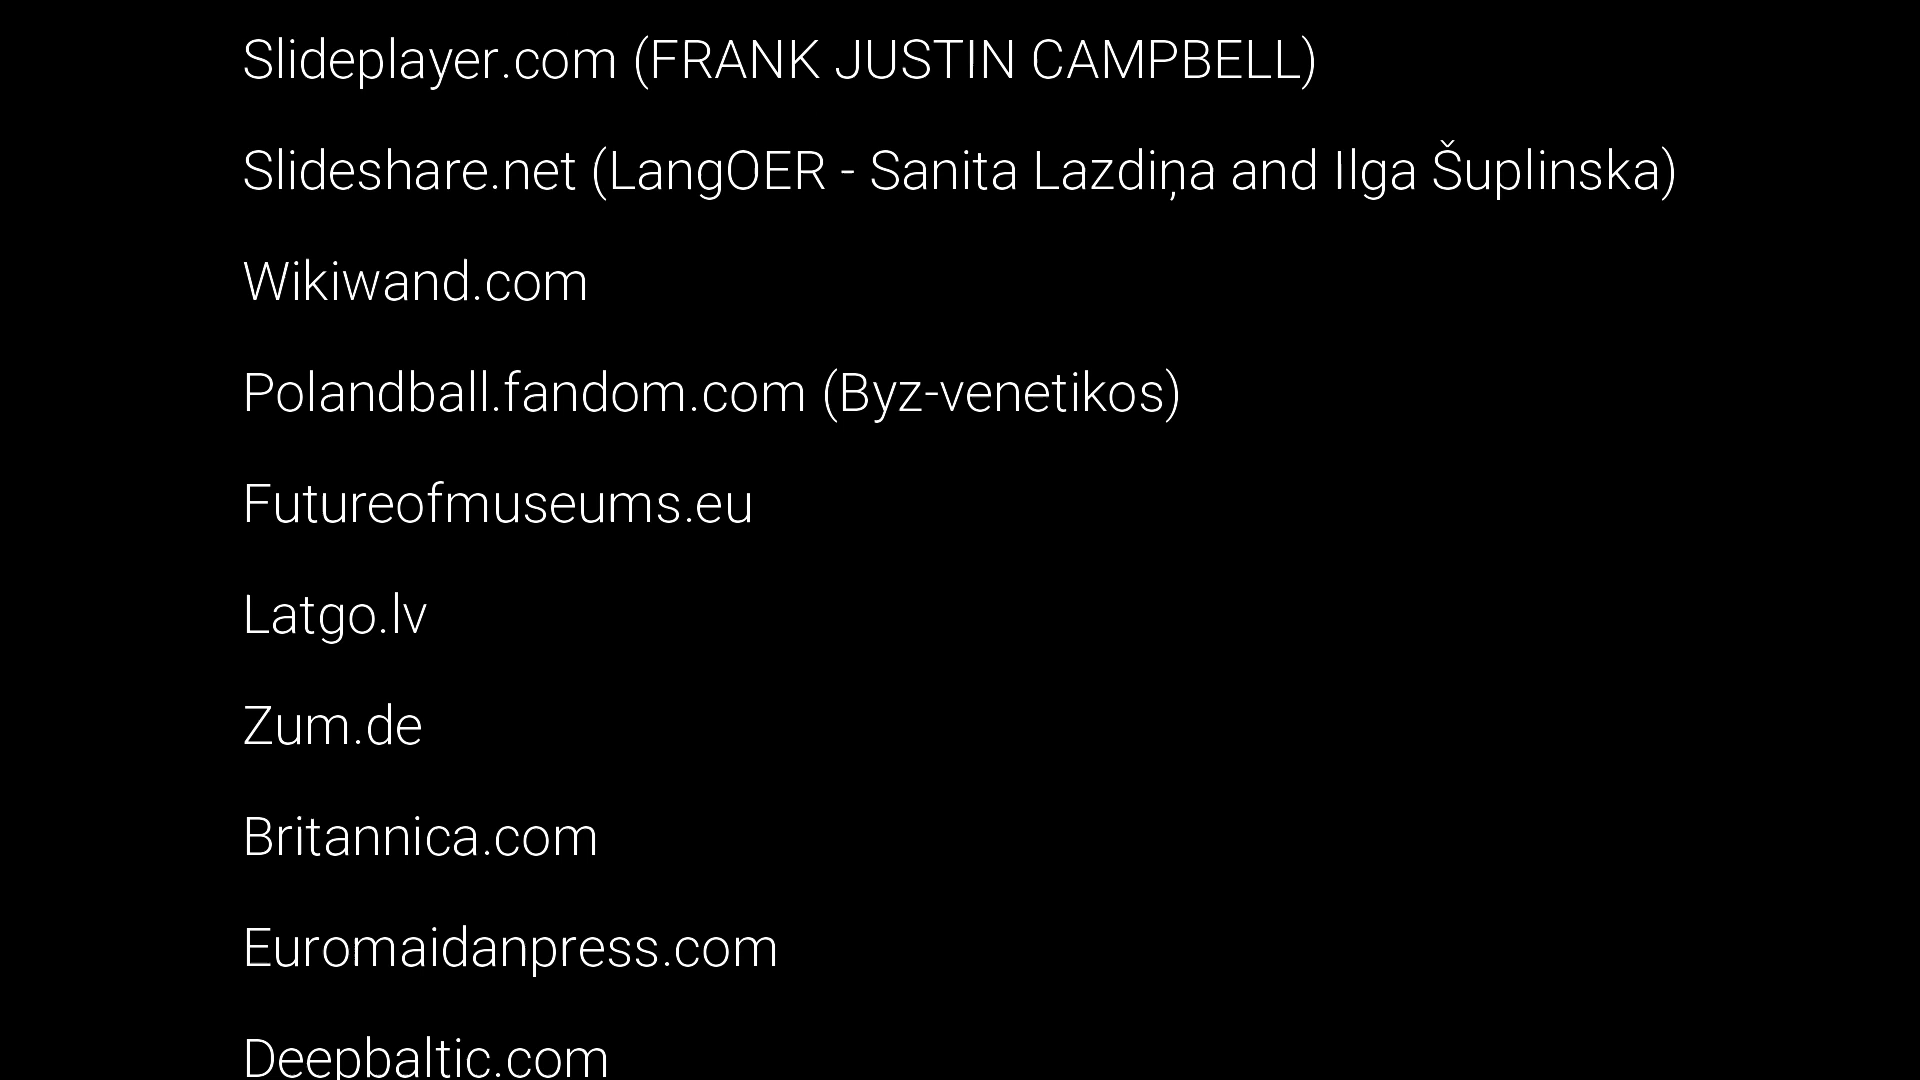 Slideplayer.com (FRANK JUSTIN CAMPBELL)
Slideshare.net (LangOER - Sanita Lazdiņa and Ilga Šuplinska)
Wikiwand.com
Polandball.fandom.com (Byz-venetikos)
Futureofmuseums.eu
Latgo.lv
Zum.de
Britannica.com
Euromaidanpress.com
Deepbaltic.com